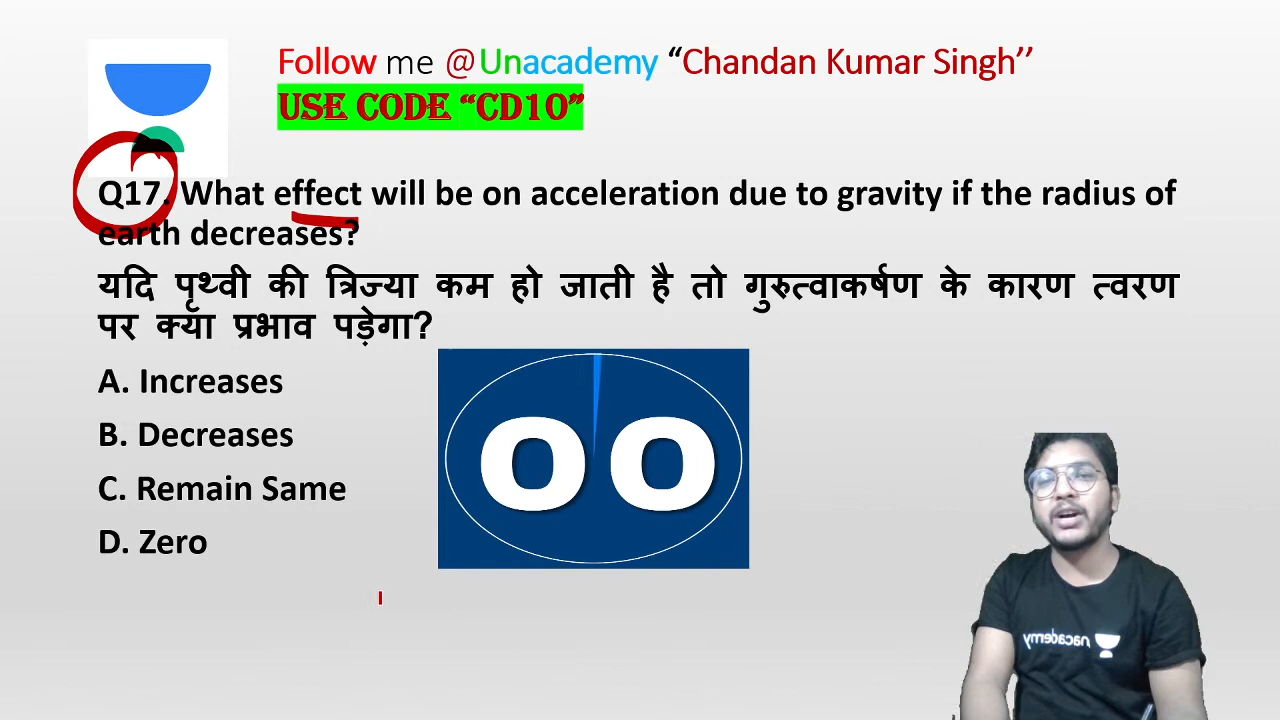 Follow me @Unacademy “Chandan Kumar Singh’’
USE CODE “CD10”
Q17. What effect will be on acceleration due to gravity if the radius of
earth decreases?
यदि पृथ्वी की त्रिज्या कम हो जाती है तो गुरुत्वाकर्षण के कारण त्वरण
पर क्या प्रभाव पड़ेगा?
A. Increases
B. Decreases
C. Remain Same
D. Zero
00
unacademy